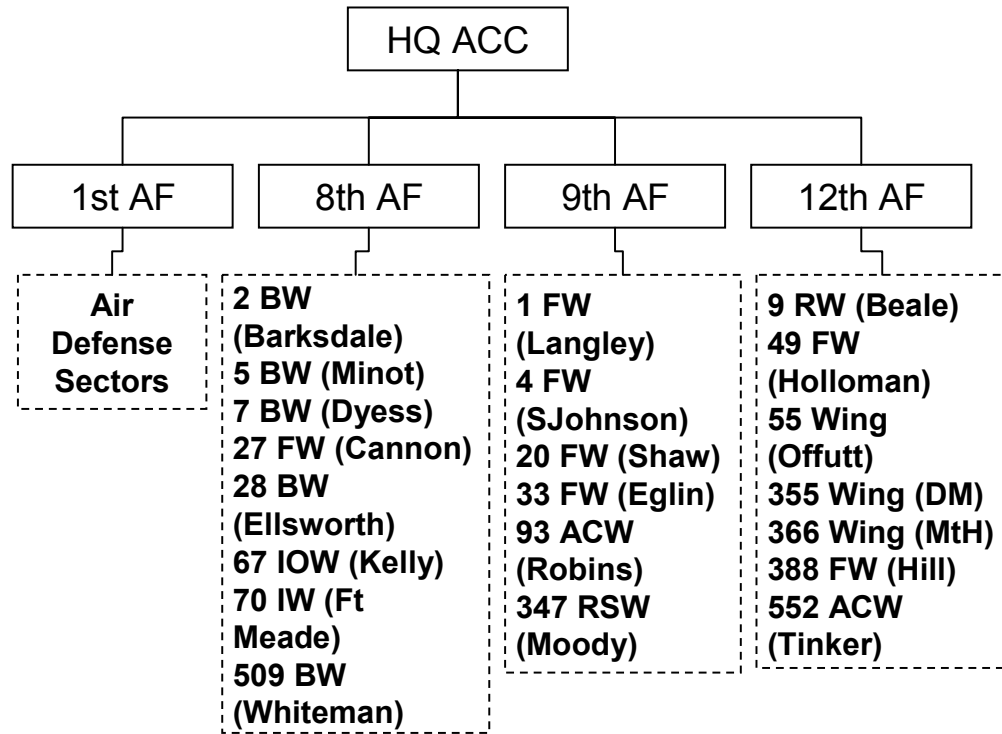 HQ ACC
1st AF
8th AF
9th AF
12th AF
Air
Defense
Sectors
2 BW
(Barksdale)
5 BW (Minot)
7 BW (Dyess)
27 FW (Cannon)
28 BW
(Ellsworth)
67 IOW (Kelly)
70 IW (Ft
Meade)
509 BW
(Whiteman)
1 FW
(Langley)
4 FW
(SJohnson)
20 FW (Shaw)
33 FW (Eglin)
93 ACW
(Robins)
347 RSW
(Moody)
9 RW (Beale)
49 FW
(Holloman)
55 Wing
(Offutt)
355 Wing (DM)
366 Wing (MtH)
388 FW (Hill)
552 ACW
(Tinker)